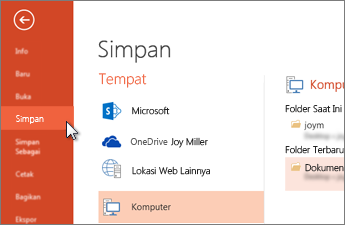 Info
Baru
Buka
Simpan
Simpan
Sebagai
Cetak
Bagikan
Ekspor
Simpan
Tempat
Microsoft
OneDrive Joy Miller
Lokasi Web Lainnya
Komputer
Kompu
Folder Saat Ini
joym
Folder Terbaru
Dokumen